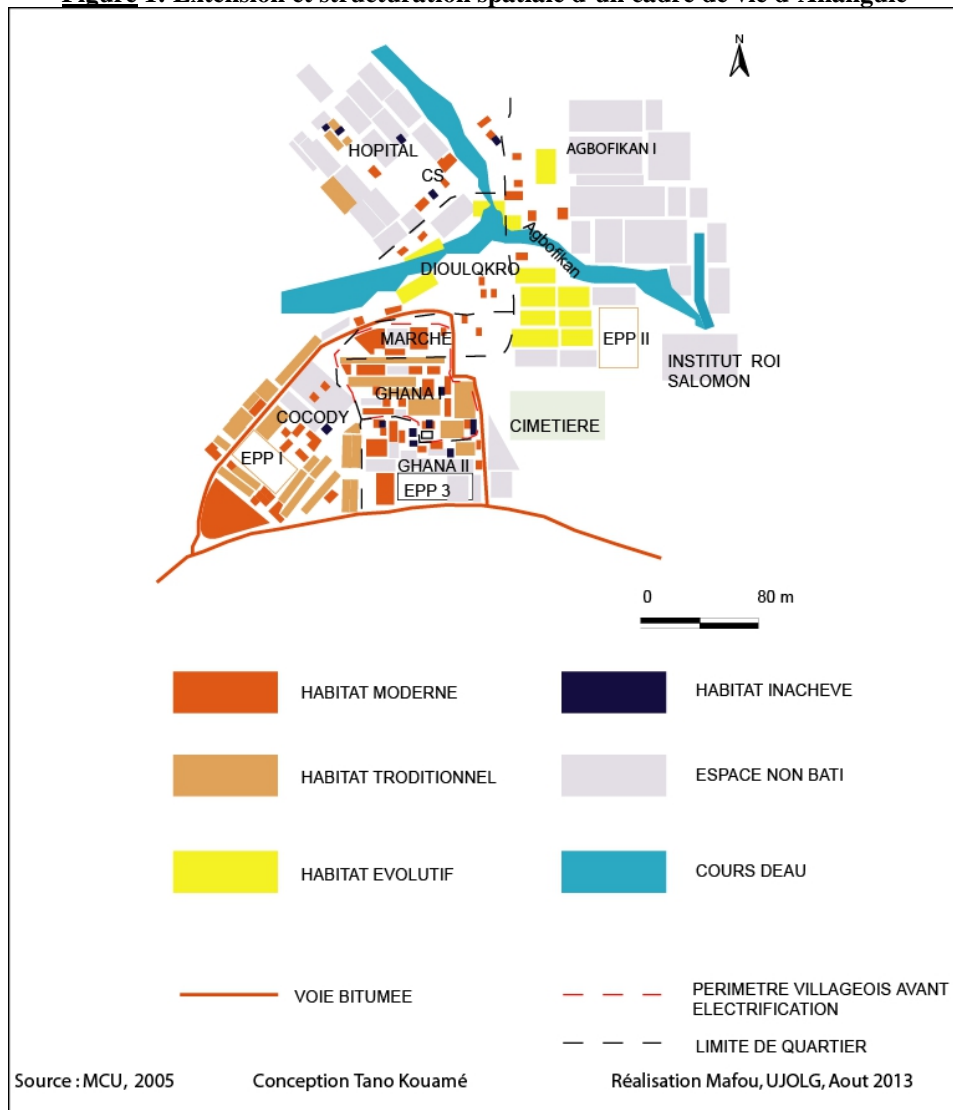 Figure 1: Extension et structuration spatiale d'un cadre de vie d'Ananguié
N
HOPITAL
AGBOFIKAN I
CS
Agbofikan
DIOULOKRO
MARCHE
EPP II
INSTITUT ROI
SALOMON
GHANA I
COCODY
CIMETIERE
EPP I
GHANA II
EPP 3
0 80 m
HABITAT MODERNE
HABITAT INACHEVE
HABITAT TRODITIONNEL
ESPACE NON BATI
HABITAT EVOLUTIF
COURS DEAU
VOIE BITUMEE
PERIMETRE VILLAGEOIS AVANT
ELECTRIFICATION
LIMITE DE QUARTIER
Source : MCU, 2005 Conception Tano Kouamé Réalisation Mafou, UJOLG, Aout 2013